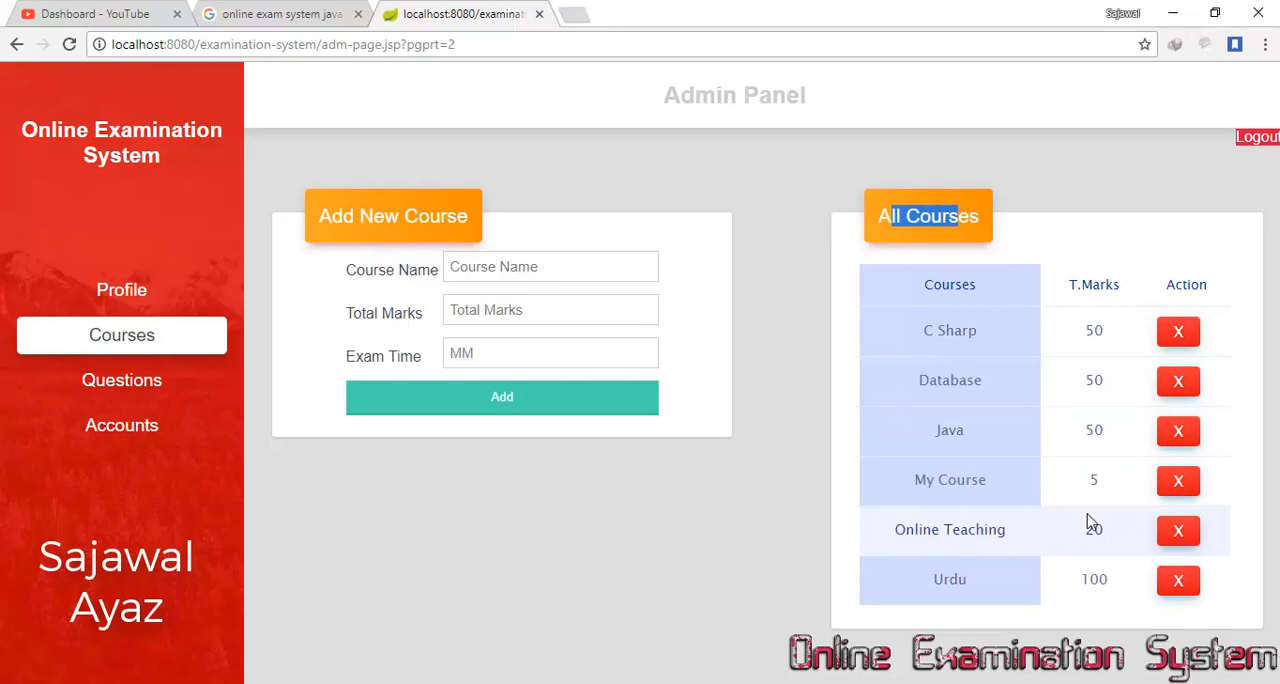 Dashboard - YouTube
online exam system java
localhost:8080/examinat
Sajawal
localhost:8080/examination-system/adm-page.jsp?pgprt=2
Online Examination
System
Profile
Courses
Questions
Accounts
Sajawal
Ayaz
Admin Panel
Logout
Add New Course
Course Name Course Name
Total Marks Total Marks
Exam Time MM
Add
All Courses
Courses T.Marks Action
C Sharp 50 X
Database 50 X
Java 50 X
My Course 5 X
Online Teaching 20 X
Urdu 100 X
Online Examination System